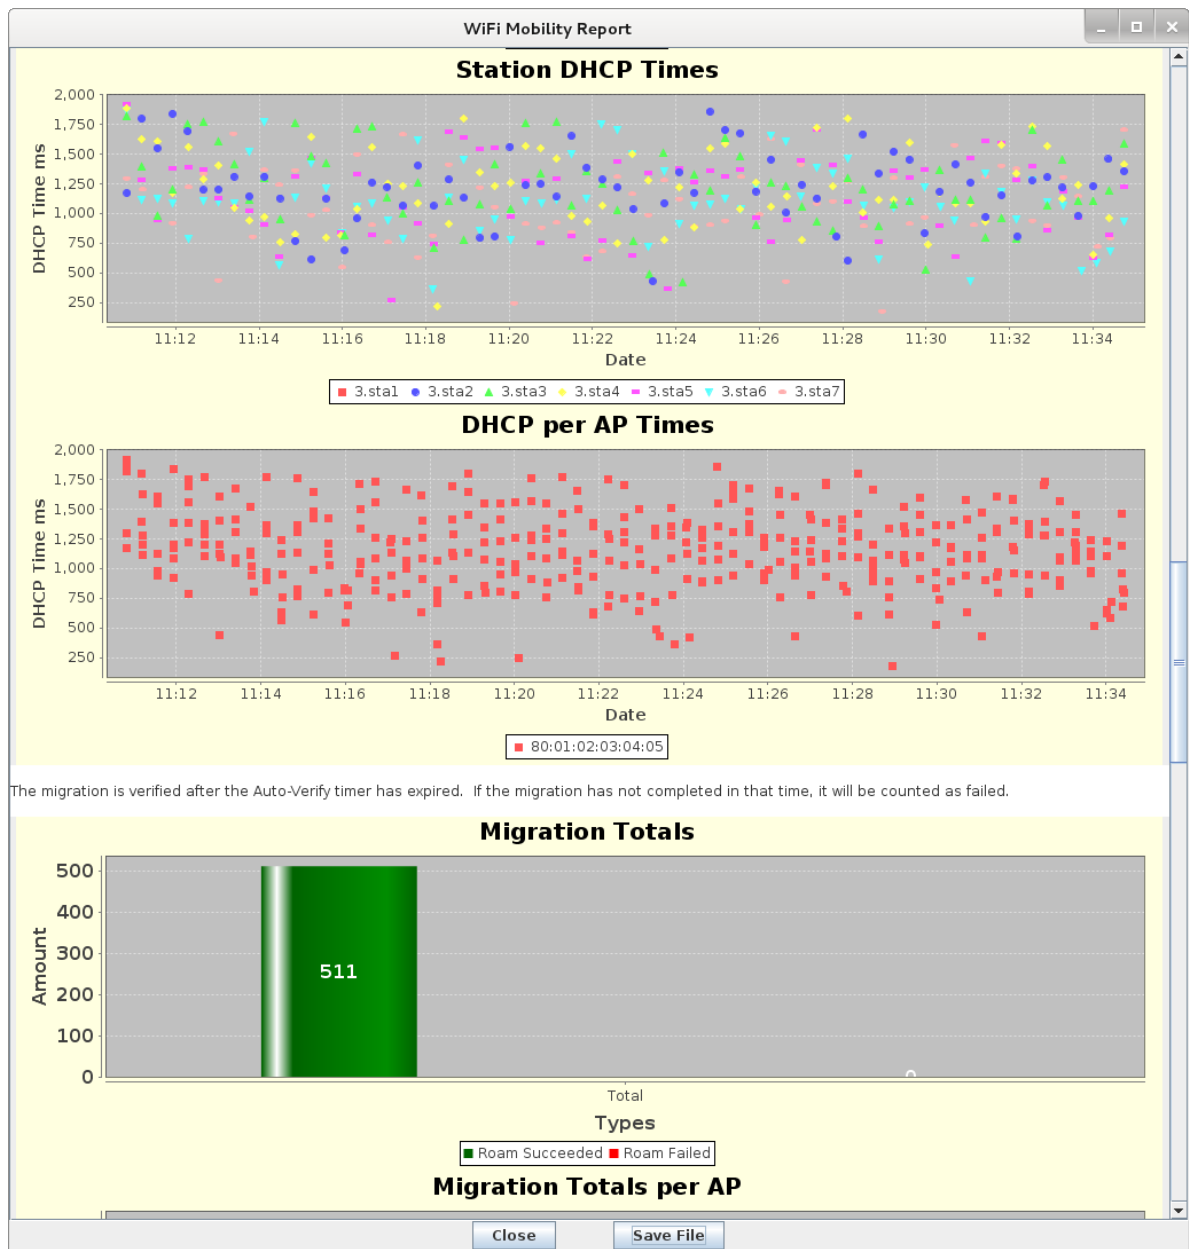 WiFi Mobility Report
Station DHCP Times
DHCP Time ms
2,000
1,750
1,500
1,250
1,000
750
500
250
11:12 11:14 11:16 11:18 11:20 11:22 11:24 11:26 11:28 11:30 11:32 11:34
Date
3.sta1 3.sta2 3.sta3 3.sta4 3.sta5 3.sta6 3.sta7
DHCP per AP Times
DHCP Time ms
2,000
1,750
1,500
1,250
1,000
750
500
250
11:12 11:14 11:16 11:18 11:20 11:22 11:24 11:26 11:28 11:30 11:32 11:34
Date
80:01:02:03:04:05
The migration is verified after the Auto-Verify timer has expired. If the migration has not completed in that time, it will be counted as failed.
Migration Totals
Amount
500
400
300
200
100
0
511
0
Total
Types
Roam Succeeded Roam Failed
Migration Totals per AP
Close Save File